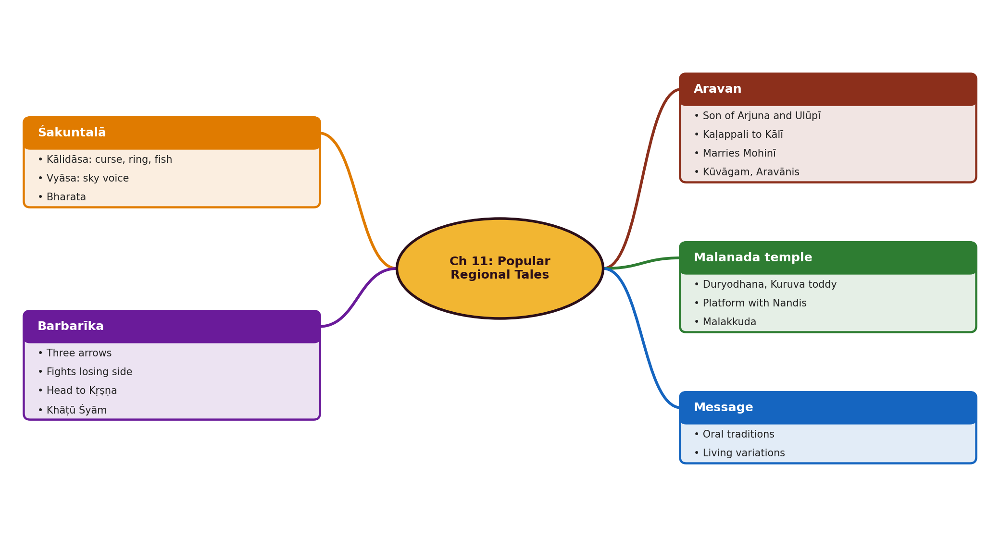 Śakuntalā
• Kālidāsa: curse, ring, fish
• Vyāsa: sky voice
• Bharata
Barbarīka
• Three arrows
• Fights losing side
• Head to Kṛṣṇa
• Khāṭū Śyām
Ch 11: Popular
Regional Tales
Aravan
• Son of Arjuna and Ulūpī
• Kaḷappali to Kālī
• Marries Mohinī
• Kūvāgam, Aravānis
Malanada temple
• Duryodhana, Kuruva toddy
• Platform with Nandis
• Malakkuda
Message
• Oral traditions
• Living variations